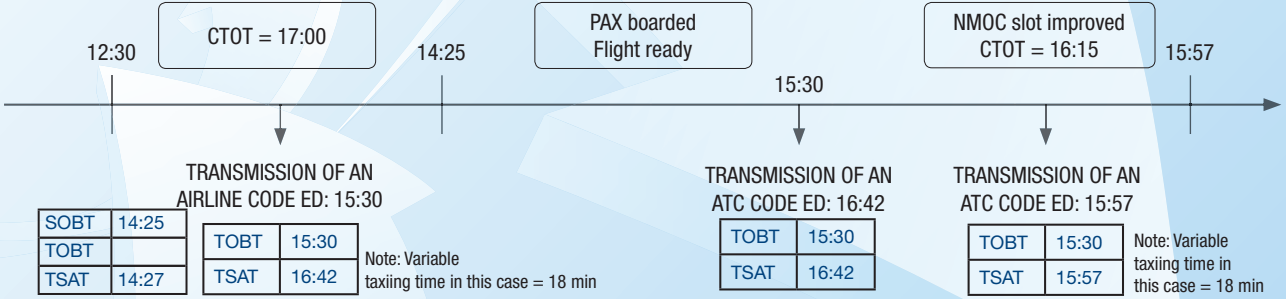 CTOT = 17:00
PAX boarded
Flight ready
NMOC slot improved
CTOT = 16:15
12:30
14:25
15:30
15:57
TRANSMISSION OF AN
AIRLINE CODE ED: 15:30
SOBT 14:25
TOBT
TSAT 14:27
TOBT 15:30
TSAT 16:42
Note: Variable
taxiing time in this case = 18 min
TRANSMISSION OF AN
ATC CODE ED: 16:42
TOBT 15:30
TSAT 16:42
TRANSMISSION OF AN
ATC CODE ED: 15:57
TOBT 15:30
TSAT 15:57
Note: Variable
taxiing time in
this case = 18 min